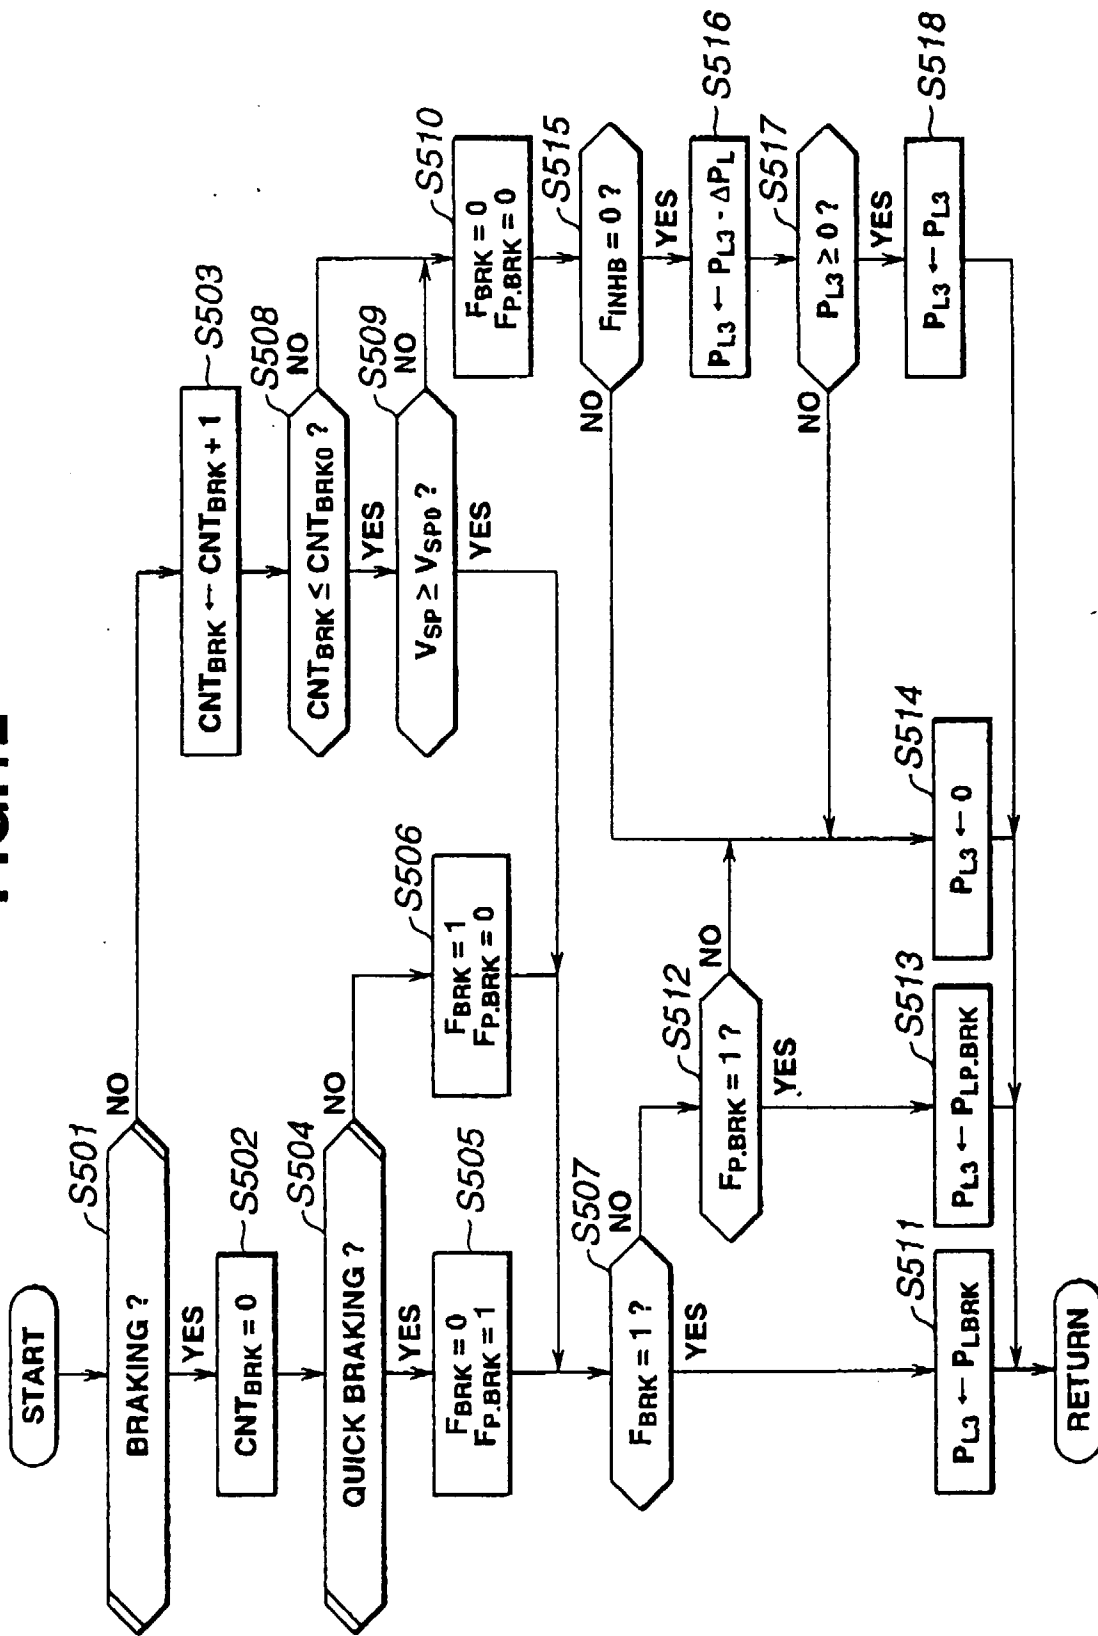 START
S501
BRAKING ?
NO
YES
S502
CNTBRK = 0
S503
CNTBRK ← CNTBRK + 1
S504
QUICK BRAKING ?
NO
YES
S508
CNTBRK ≤ CNTBRK0 ?
NO
YES
S509
VSP ≥ VSP0 ?
NO
YES
S505
FBRK = 0
FP.BRK = 1
S506
FBRK = 1
FP.BRK = 0
S510
FBRK = 0
FP.BRK = 0
S507
FBRK = 1 ?
NO
YES
S515
FINHB = 0 ?
NO
YES
S512
FP.BRK = 1 ?
NO
YES
S516
PL3 ← PL3 - ΔPL
S517
PL3 ≥ 0 ?
NO
YES
S511
PL3 ← PLBRK
S513
PL3 ← PLP.BRK
S514
PL3 ← 0
S518
PL3 ← PL3
RETURN